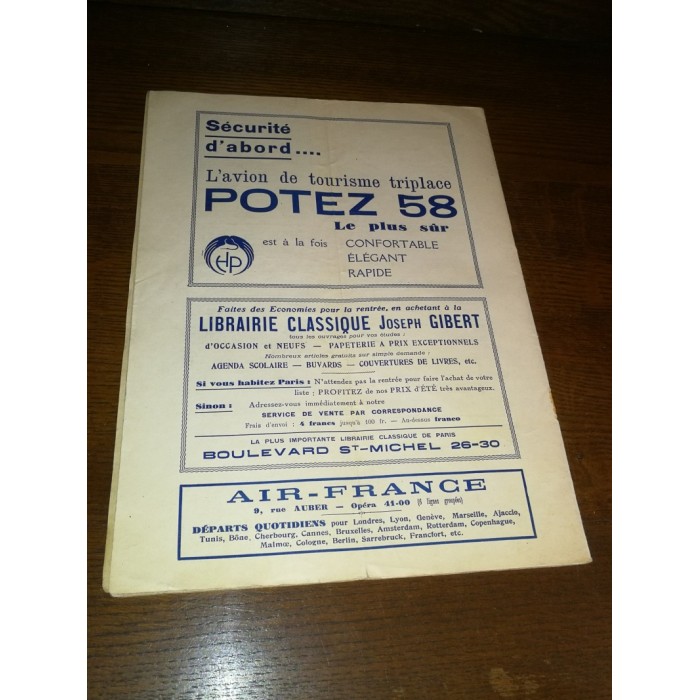 Sécurité
d'abord....
L'avion de tourisme triplace
POTEZ 58
Le plus sûr
HP
est à la fois CONFORTABLE
ÉLÉGANT
RAPIDE
Faites des Economies pour la rentrée, en achetant à la
LIBRAIRIE CLASSIQUE JOSEPH GIBERT
tous les ouvrages pour vos études :
d'OCCASION et NEUFS — PAPETERIE A PRIX EXCEPTIONNELS
Nombreux articles gratuits sur simple demande :
AGENDA SCOLAIRE — BUVARDS — COUVERTURES DE LIVRES, etc.
Si vous habitez Paris : N'attendez pas la rentrée pour faire l'achat de votre
liste ; PROFITEZ de nos PRIX d'ÉTÉ très avantageux.
Sinon : Adressez-vous immédiatement à notre
SERVICE DE VENTE PAR CORRESPONDANCE
Frais d'envoi : 4 francs jusqu'à 100 fr. — Au-dessus franco
LA PLUS IMPORTANTE LIBRAIRIE CLASSIQUE DE PARIS
BOULEVARD ST-MICHEL 26-30
AIR-FRANCE
9, rue AUBER — Opéra 41-00 (8 lignes groupées)
DÉPARTS QUOTIDIENS pour Londres, Lyon, Genève, Marseille, Ajaccio,
Tunis, Bône, Cherbourg, Cannes, Bruxelles, Amsterdam, Rotterdam, Copenhague,
Malmœ, Cologne, Berlin, Sarrebruck, Francfort, etc.